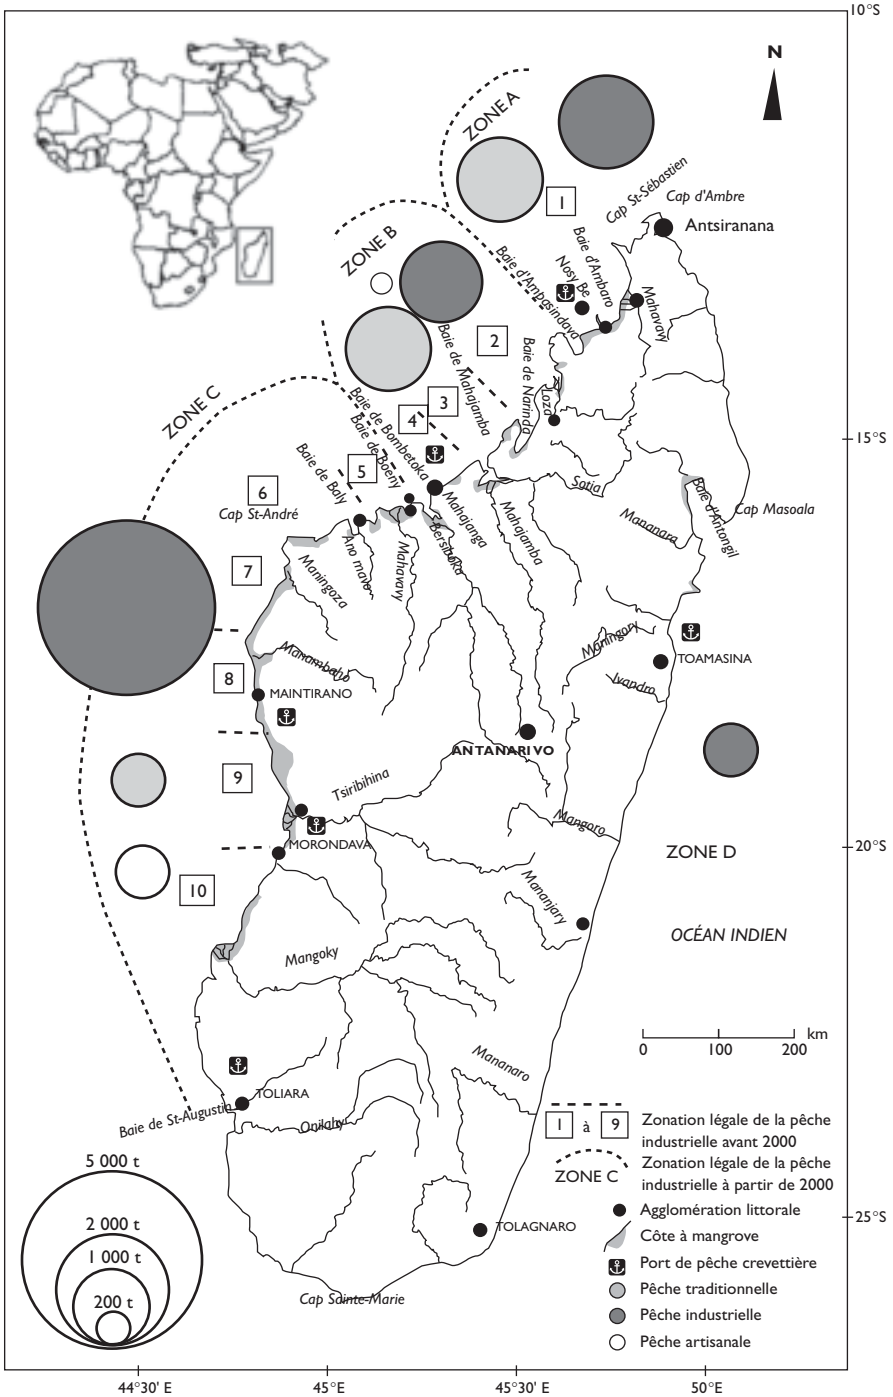 10°S
N
ZONE A
Cap St-Sébastien
Cap d'Ambre
1
Antsiranana
ZONE B
Baie d'Ambaro
Nosy Be
Baie d'Ambasindava
Mahavavy
2
Baie de Mahajamba
Baie de Narinda
Loza
ZONE C
3
4
Baie de Bombetoka
Baie de Boeny
15°S
5
Baie de Baly
6
Cap St-André
Sotia
Baie d'Antongil
Cap Masoala
Mahajanga
Mahajamba
Mananara
Betsiboka
Mahavavy
Ano mavo
Maningoza
7
Maningory
TOAMASINA
Manambaho
8
MAINTIRANO
Ivandro
ANTANARIVO
9
Tsiribihina
Mangoro
MORONDAVA
20°S
ZONE D
10
Mananjary
OCÉAN INDIEN
Mangoky
km
0 100 200
Mananaro
TOLIARA
Baie de St-Augustin
Onilahy
1 à 9 Zonation légale de la pêche
industrielle avant 2000
ZONE C Zonation légale de la pêche
industrielle à partir de 2000
5 000 t
2 000 t
1 000 t
200 t
Agglomération littorale
25°S
TOLAGNARO
Côte à mangrove
Port de pêche crevettière
Pêche traditionnelle
Cap Sainte-Marie
Pêche industrielle
Pêche artisanale
44°30' E 45°E 45°30' E 50°E